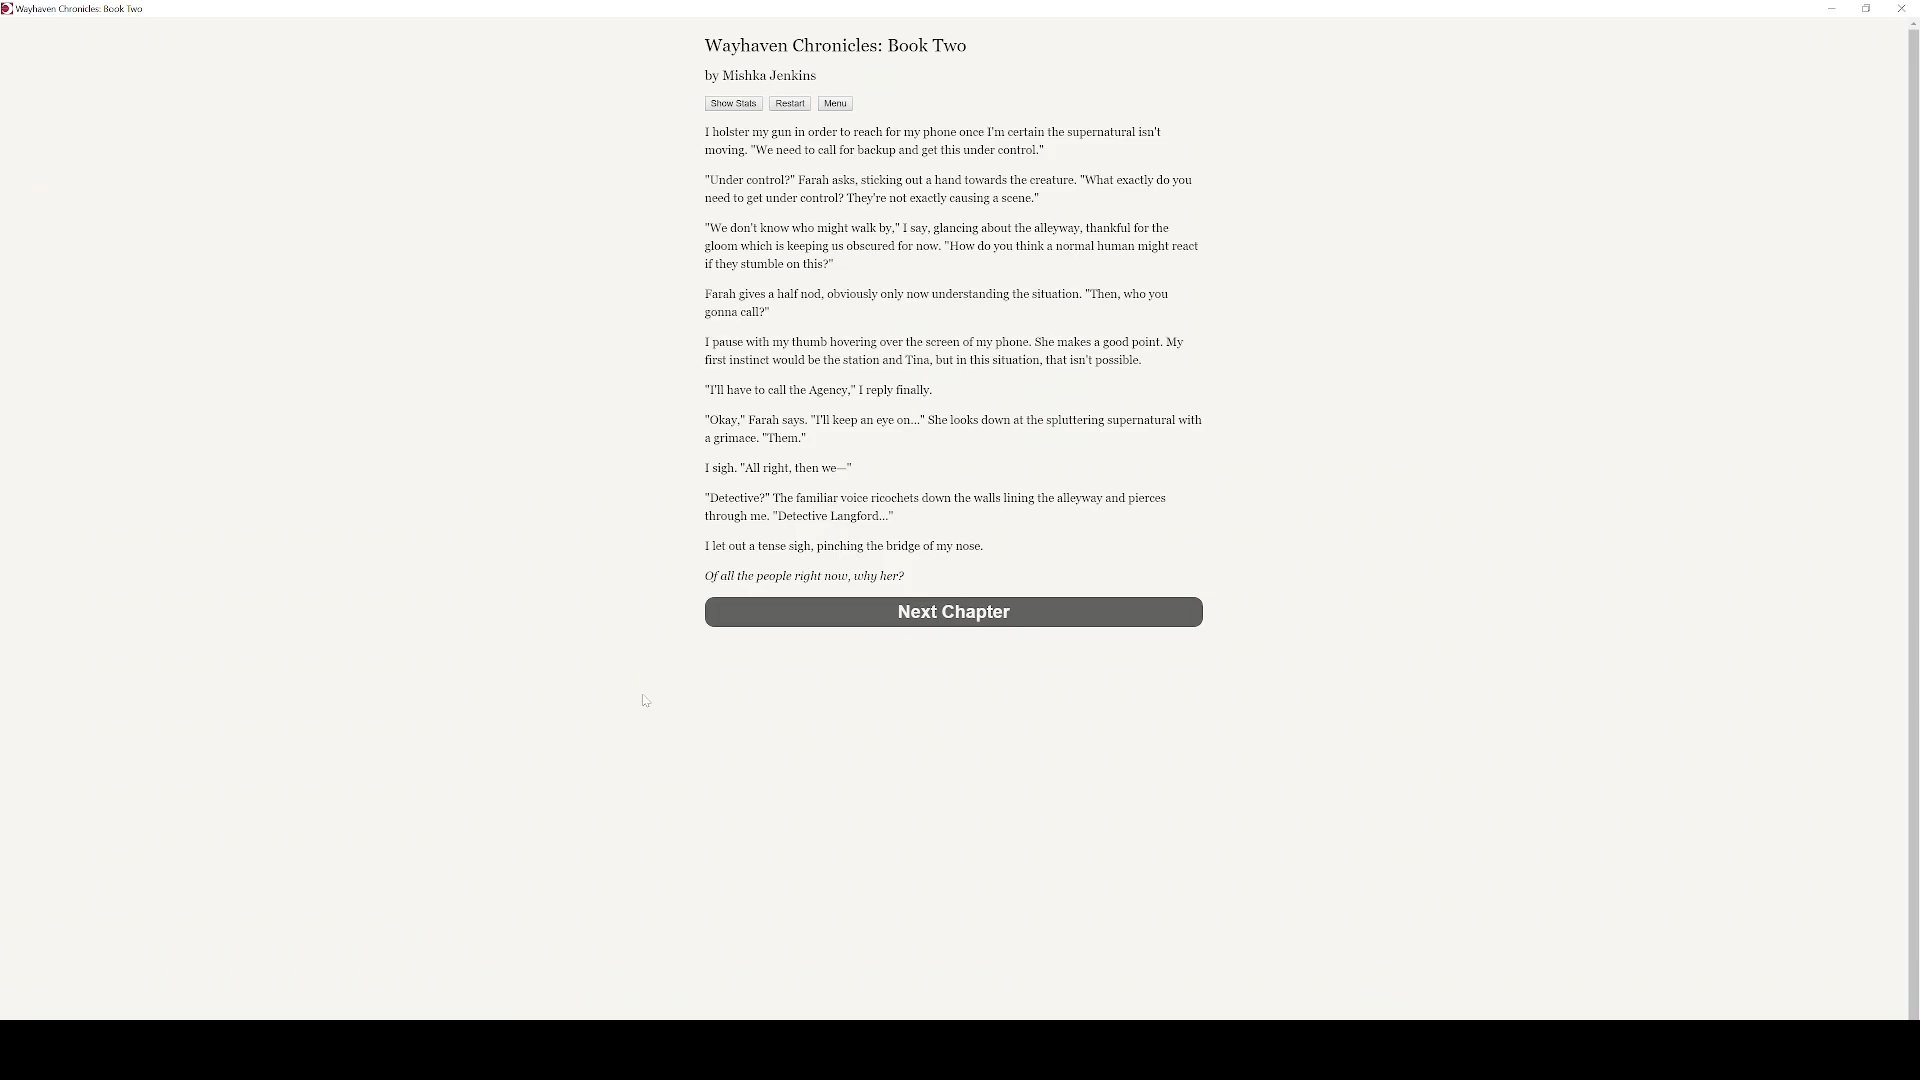 Wayhaven Chronicles: Book Two
Wayhaven Chronicles: Book Two
by Mishka Jenkins
Show Stats Restart Menu
I holster my gun in order to reach for my phone once I'm certain the supernatural isn't
moving. "We need to call for backup and get this under control."
"Under control?" Farah asks, sticking out a hand towards the creature. "What exactly do you
need to get under control? They're not exactly causing a scene."
"We don't know who might walk by," I say, glancing about the alleyway, thankful for the
gloom which is keeping us obscured for now. "How do you think a normal human might react
if they stumble on this?"
Farah gives a half nod, obviously only now understanding the situation. "Then, who you
gonna call?"
I pause with my thumb hovering over the screen of my phone. She makes a good point. My
first instinct would be the station and Tina, but in this situation, that isn't possible.
"I'll have to call the Agency," I reply finally.
"Okay," Farah says. "I'll keep an eye on..." She looks down at the spluttering supernatural with
a grimace. "Them."
I sigh. "All right, then we—"
"Detective?" The familiar voice ricochets down the walls lining the alleyway and pierces
through me. "Detective Langford..."
I let out a tense sigh, pinching the bridge of my nose.
Of all the people right now, why her?
Next Chapter